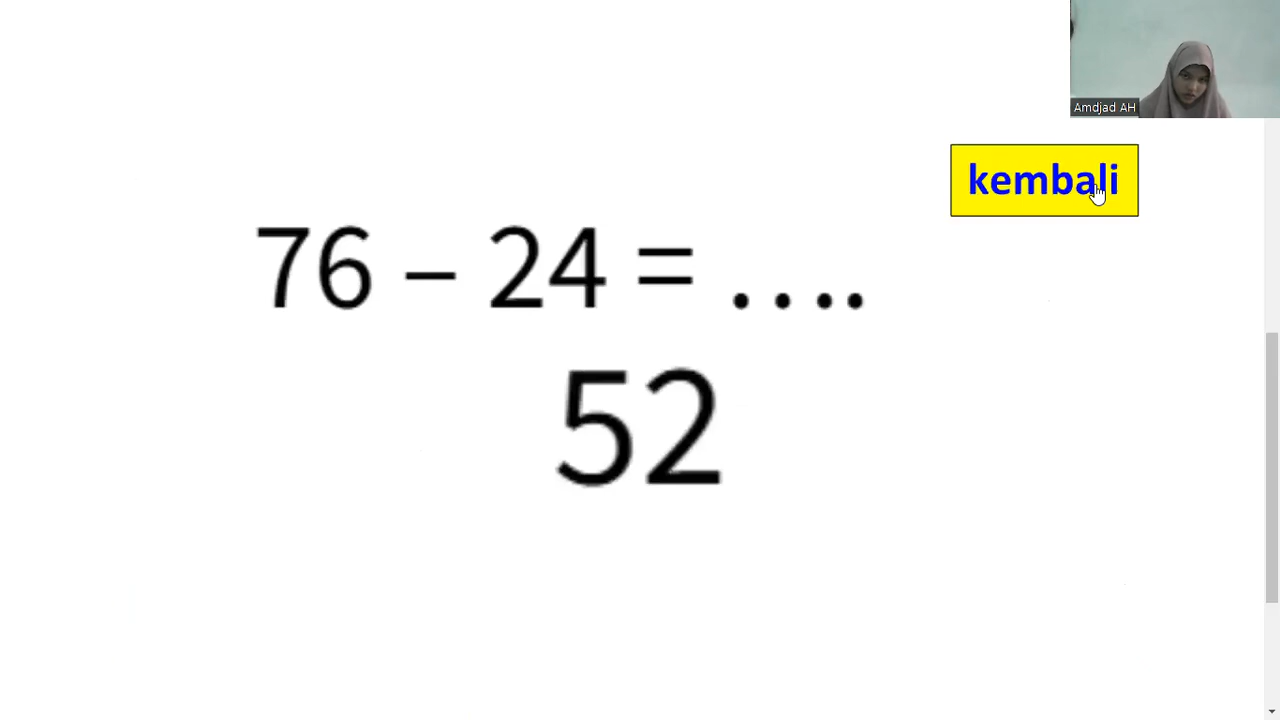 Amdjad AH
kembali
76 – 24 = ....
52